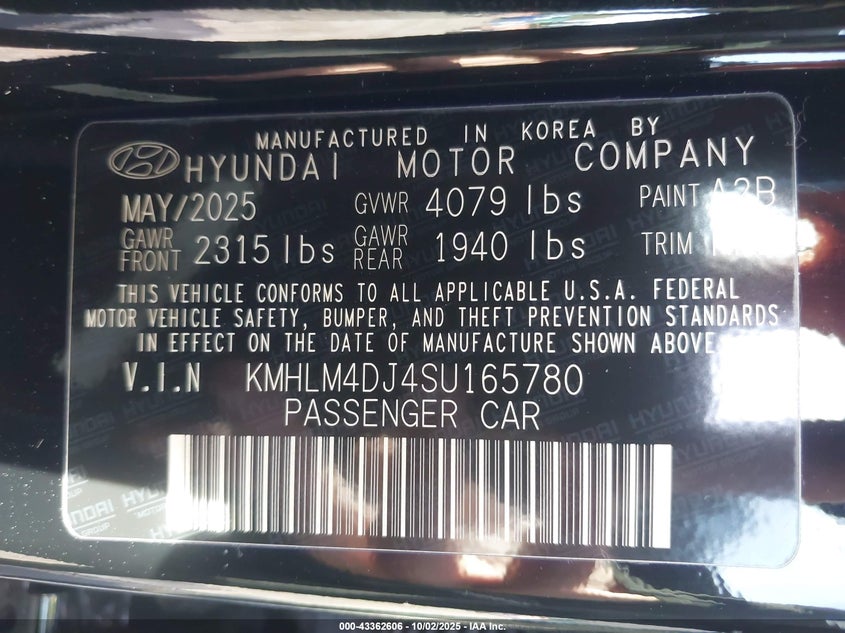 MANUFACTURED IN KOREA BY
HYUNDAI MOTOR COMPANY
MAY/2025 GVWR 4079 lbs PAINT A2B
GAWR FRONT 2315 lbs GAWR REAR 1940 lbs TRIM
THIS VEHICLE CONFORMS TO ALL APPLICABLE U.S.A. FEDERAL
MOTOR VEHICLE SAFETY, BUMPER, AND THEFT PREVENTION STANDARDS
IN EFFECT ON THE DATE OF MANUFACTURE SHOWN ABOVE
V.I.N KMHLM4DJ4SU165780
PASSENGER CAR
000-43362606 - 10/02/2025 - IAA Inc.